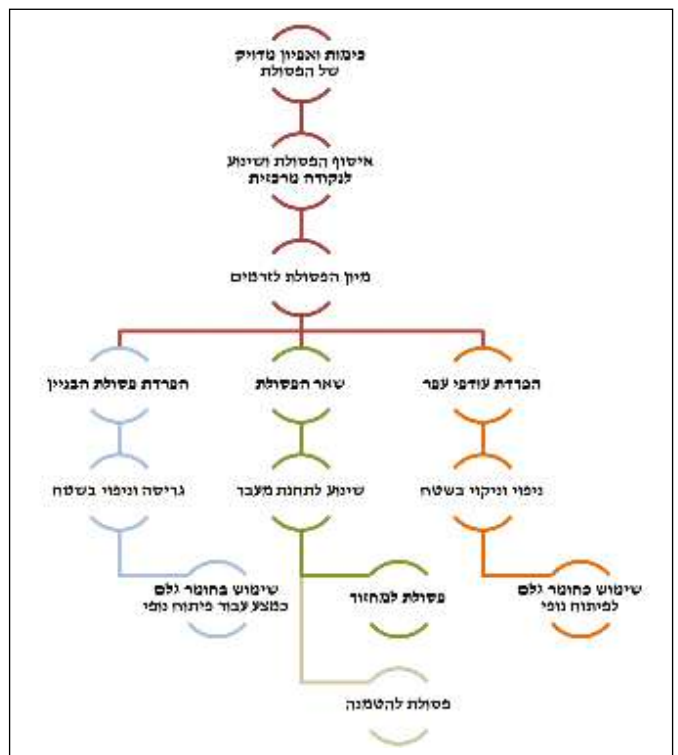 כימות ואפיון מדויק
של הפסולת
איסוף הפסולת ושינוע
לנקודה מרכזית
מיון הפסולת לזרמים
הפרדת עודפי עפר
שאר הפסולת
הפרדת פסולת הבניין
ניפוי וניקוי בשטח
שינוע לתחנת מעבר
גריסה וניפוי בשטח
שימוש כחומר גלם
לפיתוח נופי
פסולת למחזור
שימוש כחומר גלם
כמצע עבור פיתוח נופי
פסולת להטמנה